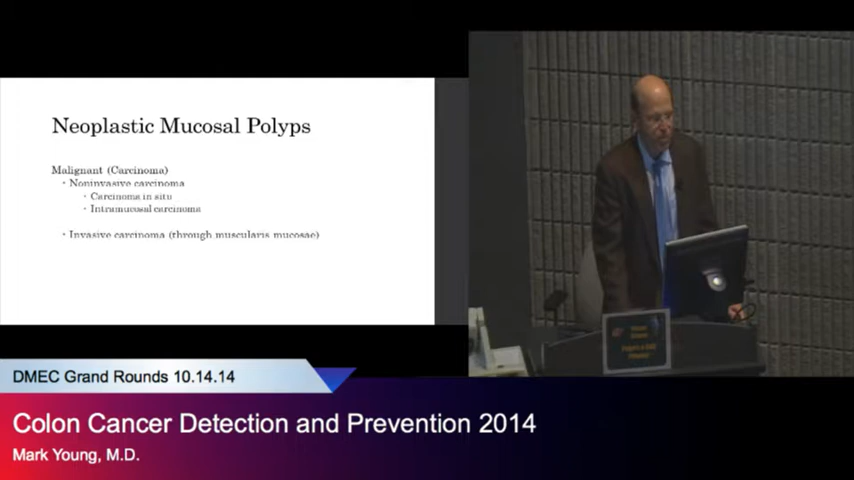 Neoplastic Mucosal Polyps
Malignant (Carcinoma)
• Noninvasive carcinoma
• Carcinoma in situ
• Intramucosal carcinoma
• Invasive carcinoma (through muscularis mucosae)
DMEC Grand Rounds 10.14.14
Colon Cancer Detection and Prevention 2014
Mark Young, M.D.